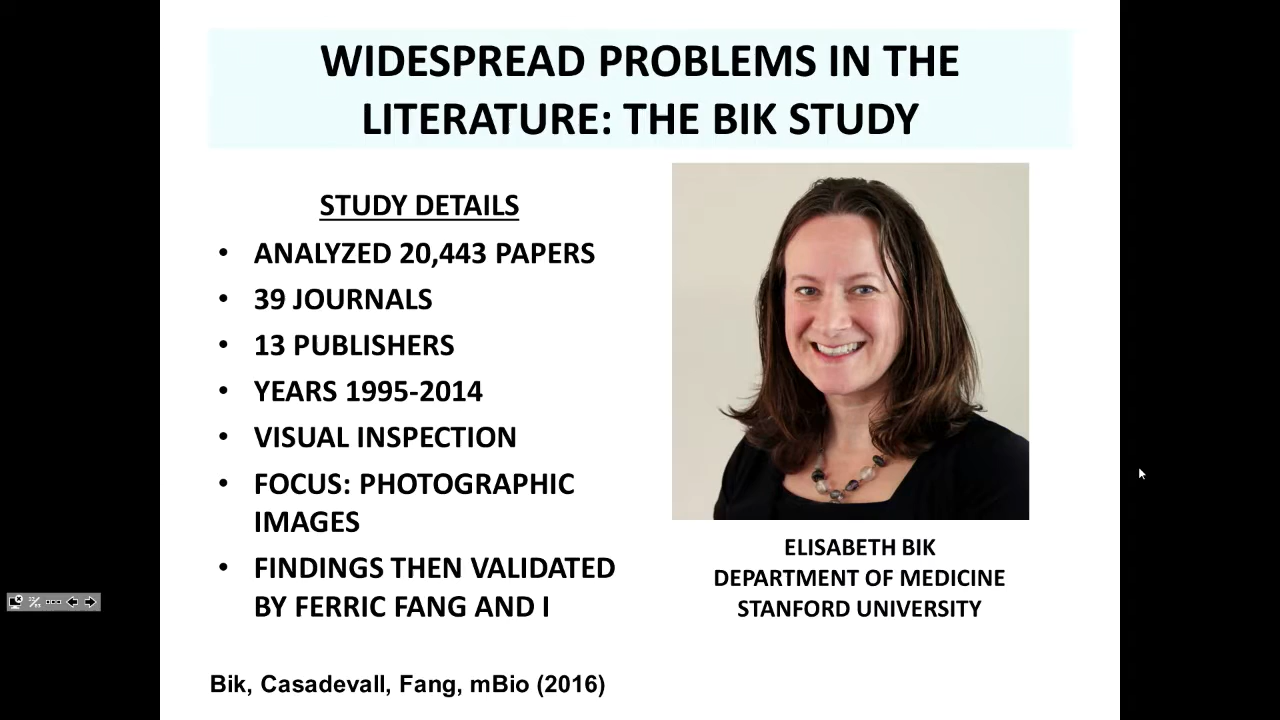 WIDESPREAD PROBLEMS IN THE
LITERATURE: THE BIK STUDY
STUDY DETAILS
• ANALYZED 20,443 PAPERS
• 39 JOURNALS
• 13 PUBLISHERS
• YEARS 1995-2014
• VISUAL INSPECTION
• FOCUS: PHOTOGRAPHIC
IMAGES
• FINDINGS THEN VALIDATED
BY FERRIC FANG AND I
ELISABETH BIK
DEPARTMENT OF MEDICINE
STANFORD UNIVERSITY
Bik, Casadevall, Fang, mBio (2016)